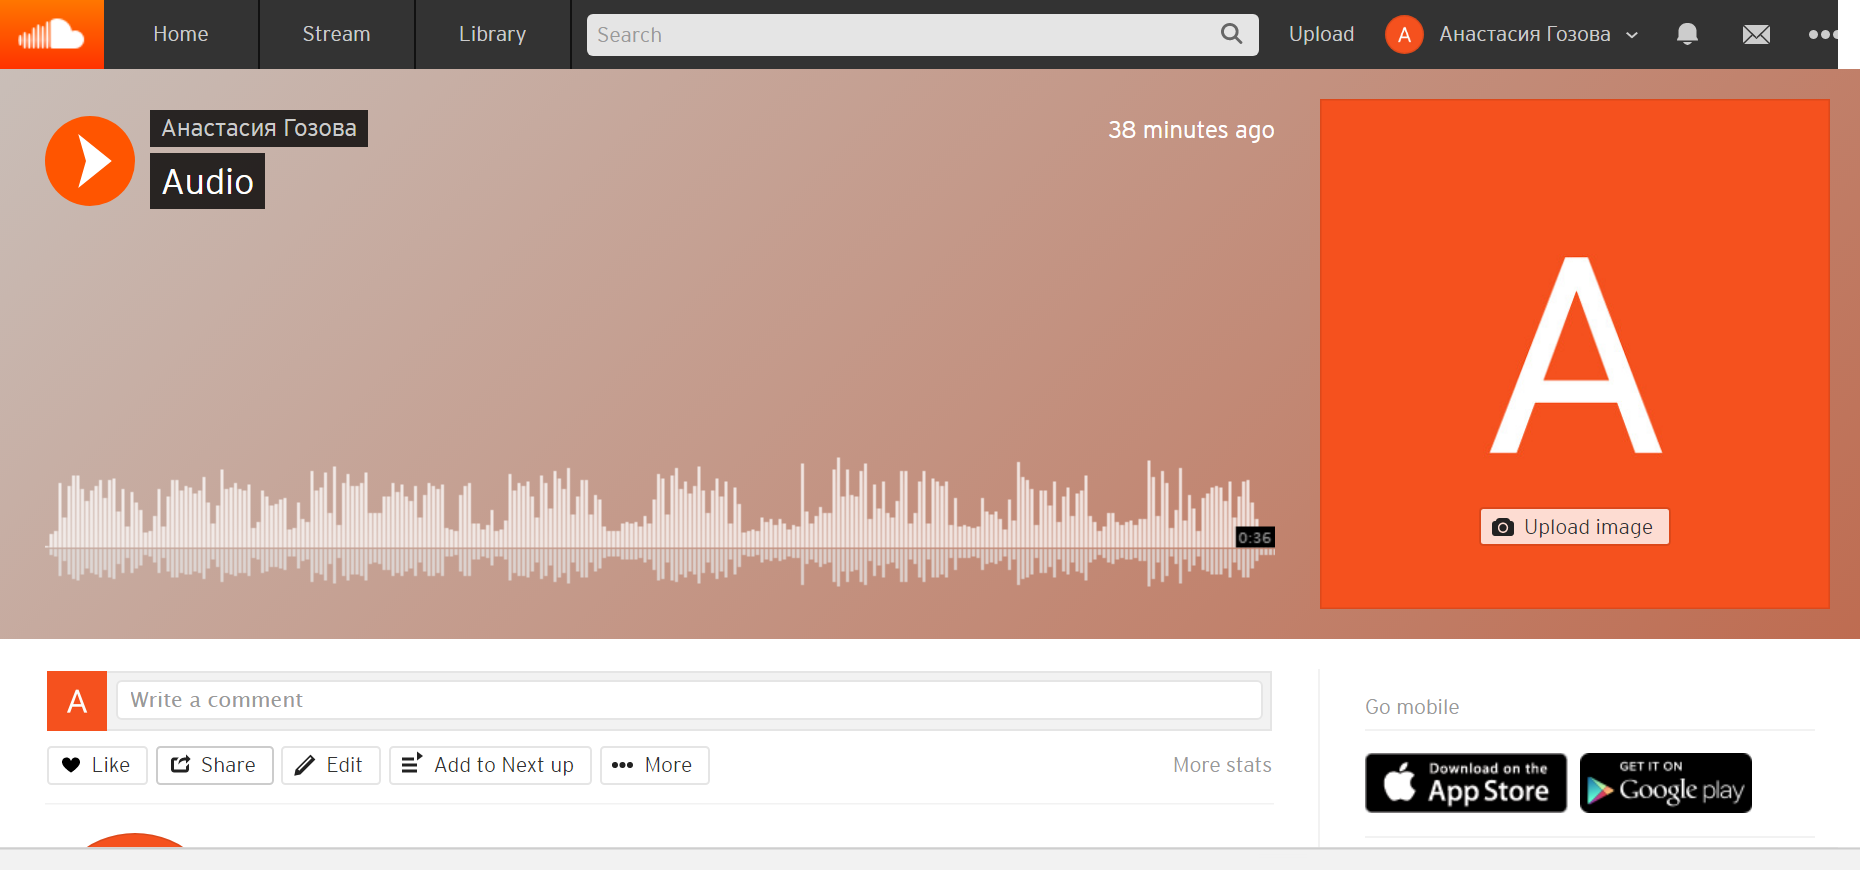 Home
Stream
Library
Search
Upload
A
Анастасия Гозова
Анастасия Гозова
38 minutes ago
Audio
A
Upload image
0:36
A
Write a comment
Like
Share
Edit
Add to Next up
More
More stats
Go mobile
Download on the
App Store
GET IT ON
Google play